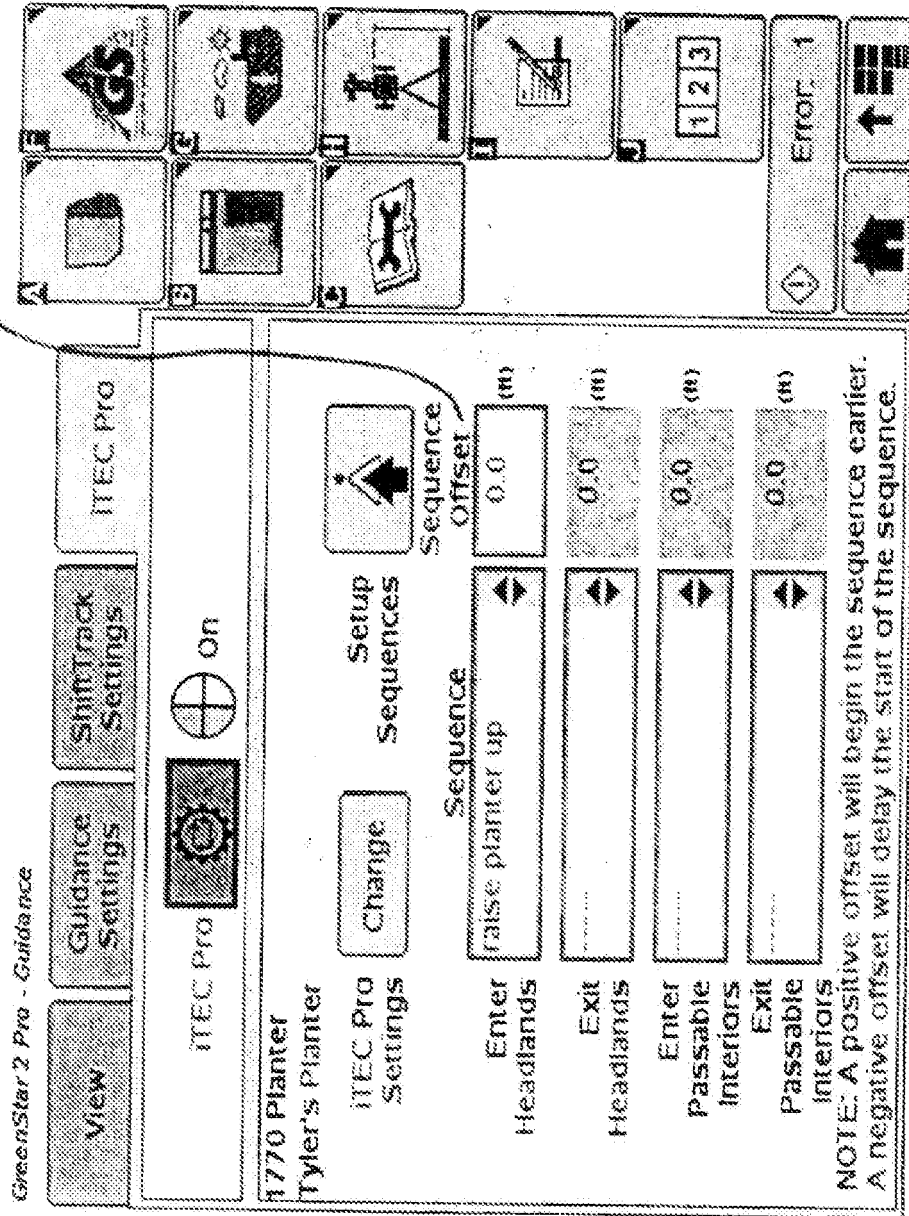 GreenStar 2 Pro - Guidance
View
Guidance Settings
ShiftTrack Settings
iTEC Pro
iTEC Pro
On
1770 Planter
Tyler's Planter
iTEC Pro Settings
Change
Setup Sequences
Sequence
Sequence Offset
Enter Headlands
raise planter up
0.0
(ft)
Exit Headlands
-----
0.0
(ft)
Enter Passable Interiors
-----
0.0
(ft)
Exit Passable Interiors
-----
0.0
(ft)
NOTE: A positive offset will begin the sequence earlier.
A negative offset will delay the start of the sequence.
A
F
GS
B
G
H
I
J
1 2 3
Error: 1